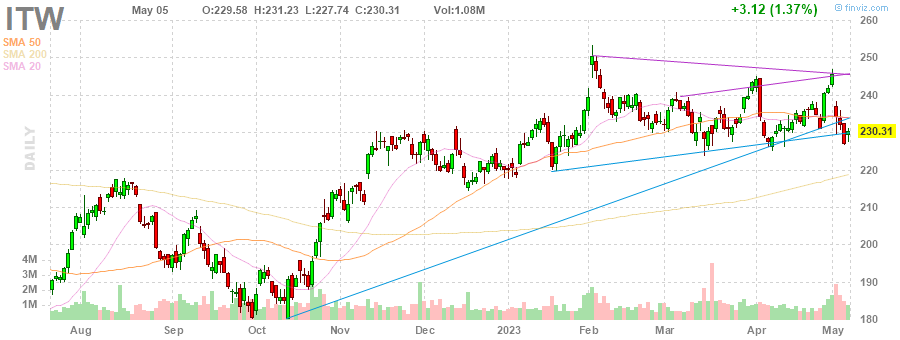 ITW May 05 O:229.58 H:231.23 L:227.74 C:230.31 Vol:1.08M +3.12 (1.37%) finviz.com
SMA 50
SMA 200
SMA 20
DAILY
260
250
240
230.31
220
210
200
190
180
4M
3M
2M
1M
Aug Sep Oct Nov Dec 2023 Feb Mar Apr May